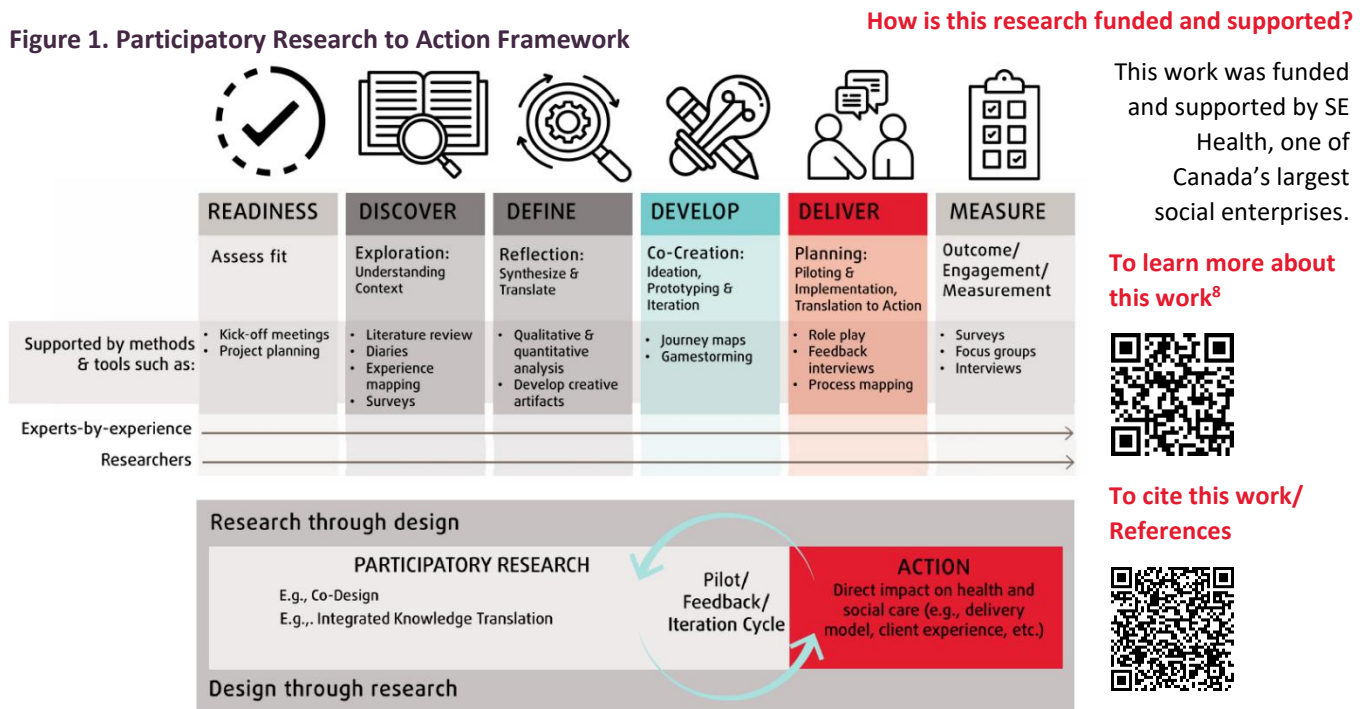 Figure 1. Participatory Research to Action Framework
READINESS
Assess fit
• Kick-off meetings
• Project planning
DISCOVER
Exploration:
Understanding
Context
• Literature review
• Diaries
• Experience
mapping
• Surveys
DEFINE
Reflection:
Synthesize &
Translate
• Qualitative &
quantitative
analysis
• Develop creative
artifacts
DEVELOP
Co-Creation:
Ideation,
Prototyping &
Iteration
• Journey maps
• Gamestorming
DELIVER
Planning:
Piloting &
Implementation,
Translation to Action
• Role play
• Feedback
interviews
• Process mapping
MEASURE
Outcome/
Engagement/
Measurement
• Surveys
• Focus groups
• Interviews
Supported by methods
& tools such as:
Experts-by-experience
Researchers
Research through design
PARTICIPATORY RESEARCH
E.g., Co-Design
E.g.,. Integrated Knowledge Translation
Pilot/
Feedback/
Iteration Cycle
ACTION
Direct impact on health and
social care (e.g., delivery
model, client experience, etc.)
Design through research
How is this research funded and supported?
This work was funded
and supported by SE
Health, one of
Canada’s largest
social enterprises.
To learn more about
this work⁸
To cite this work/
References